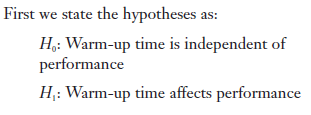 First we state the hypotheses as:
H₀: Warm-up time is independent of
performance
H₁: Warm-up time affects performance